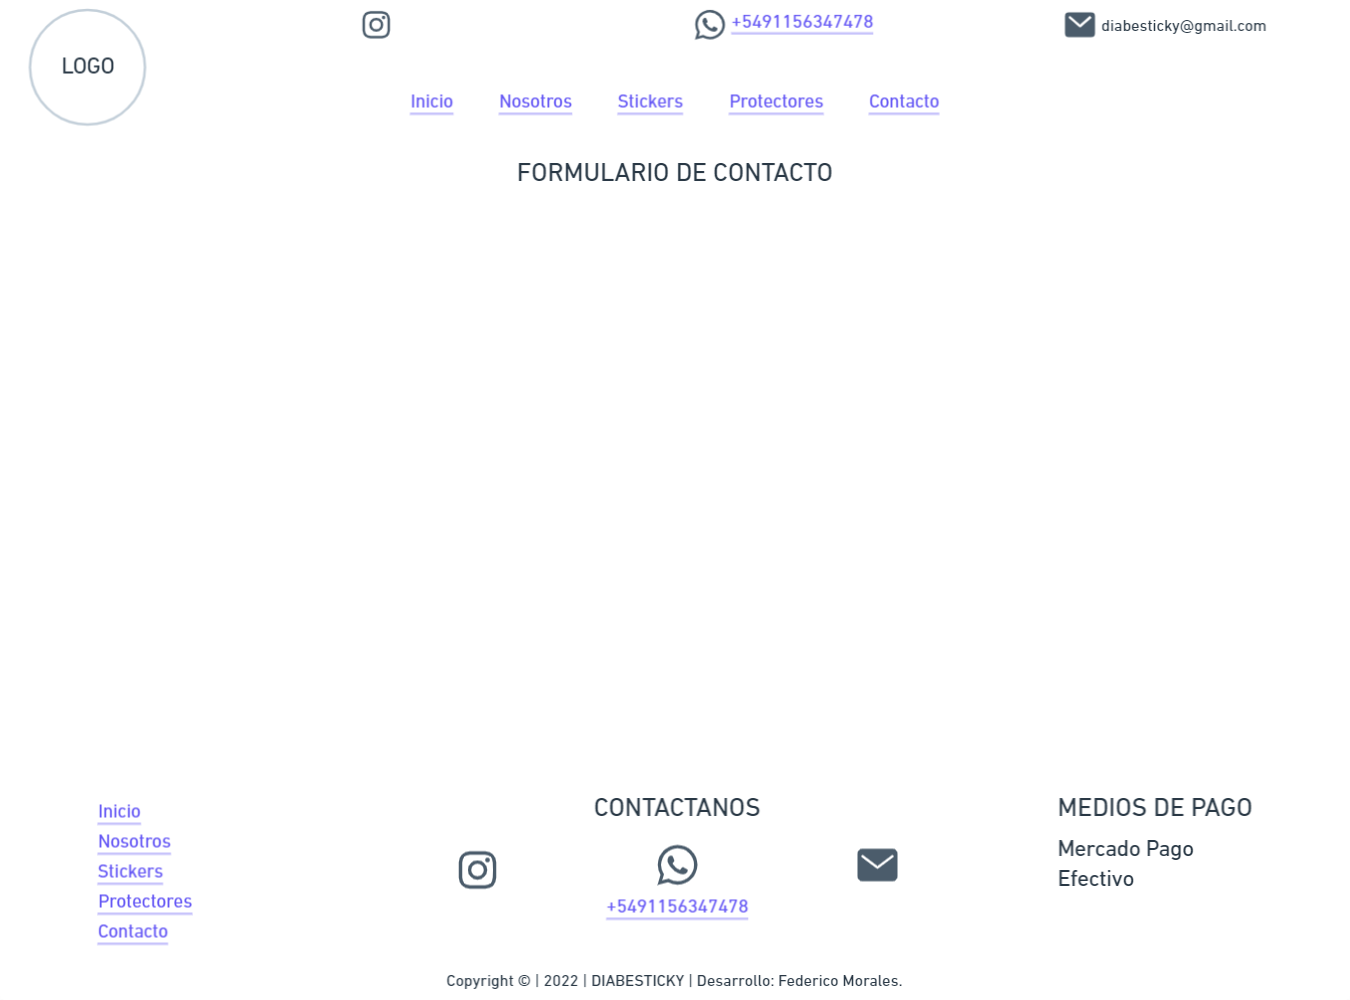 LOGO
+5491156347478
diabesticky@gmail.com
Inicio Nosotros Stickers Protectores Contacto
FORMULARIO DE CONTACTO
Inicio
Nosotros
Stickers
Protectores
Contacto
CONTACTANOS
+5491156347478
MEDIOS DE PAGO
Mercado Pago
Efectivo
Copyright © | 2022 | DIABESTICKY | Desarrollo: Federico Morales.